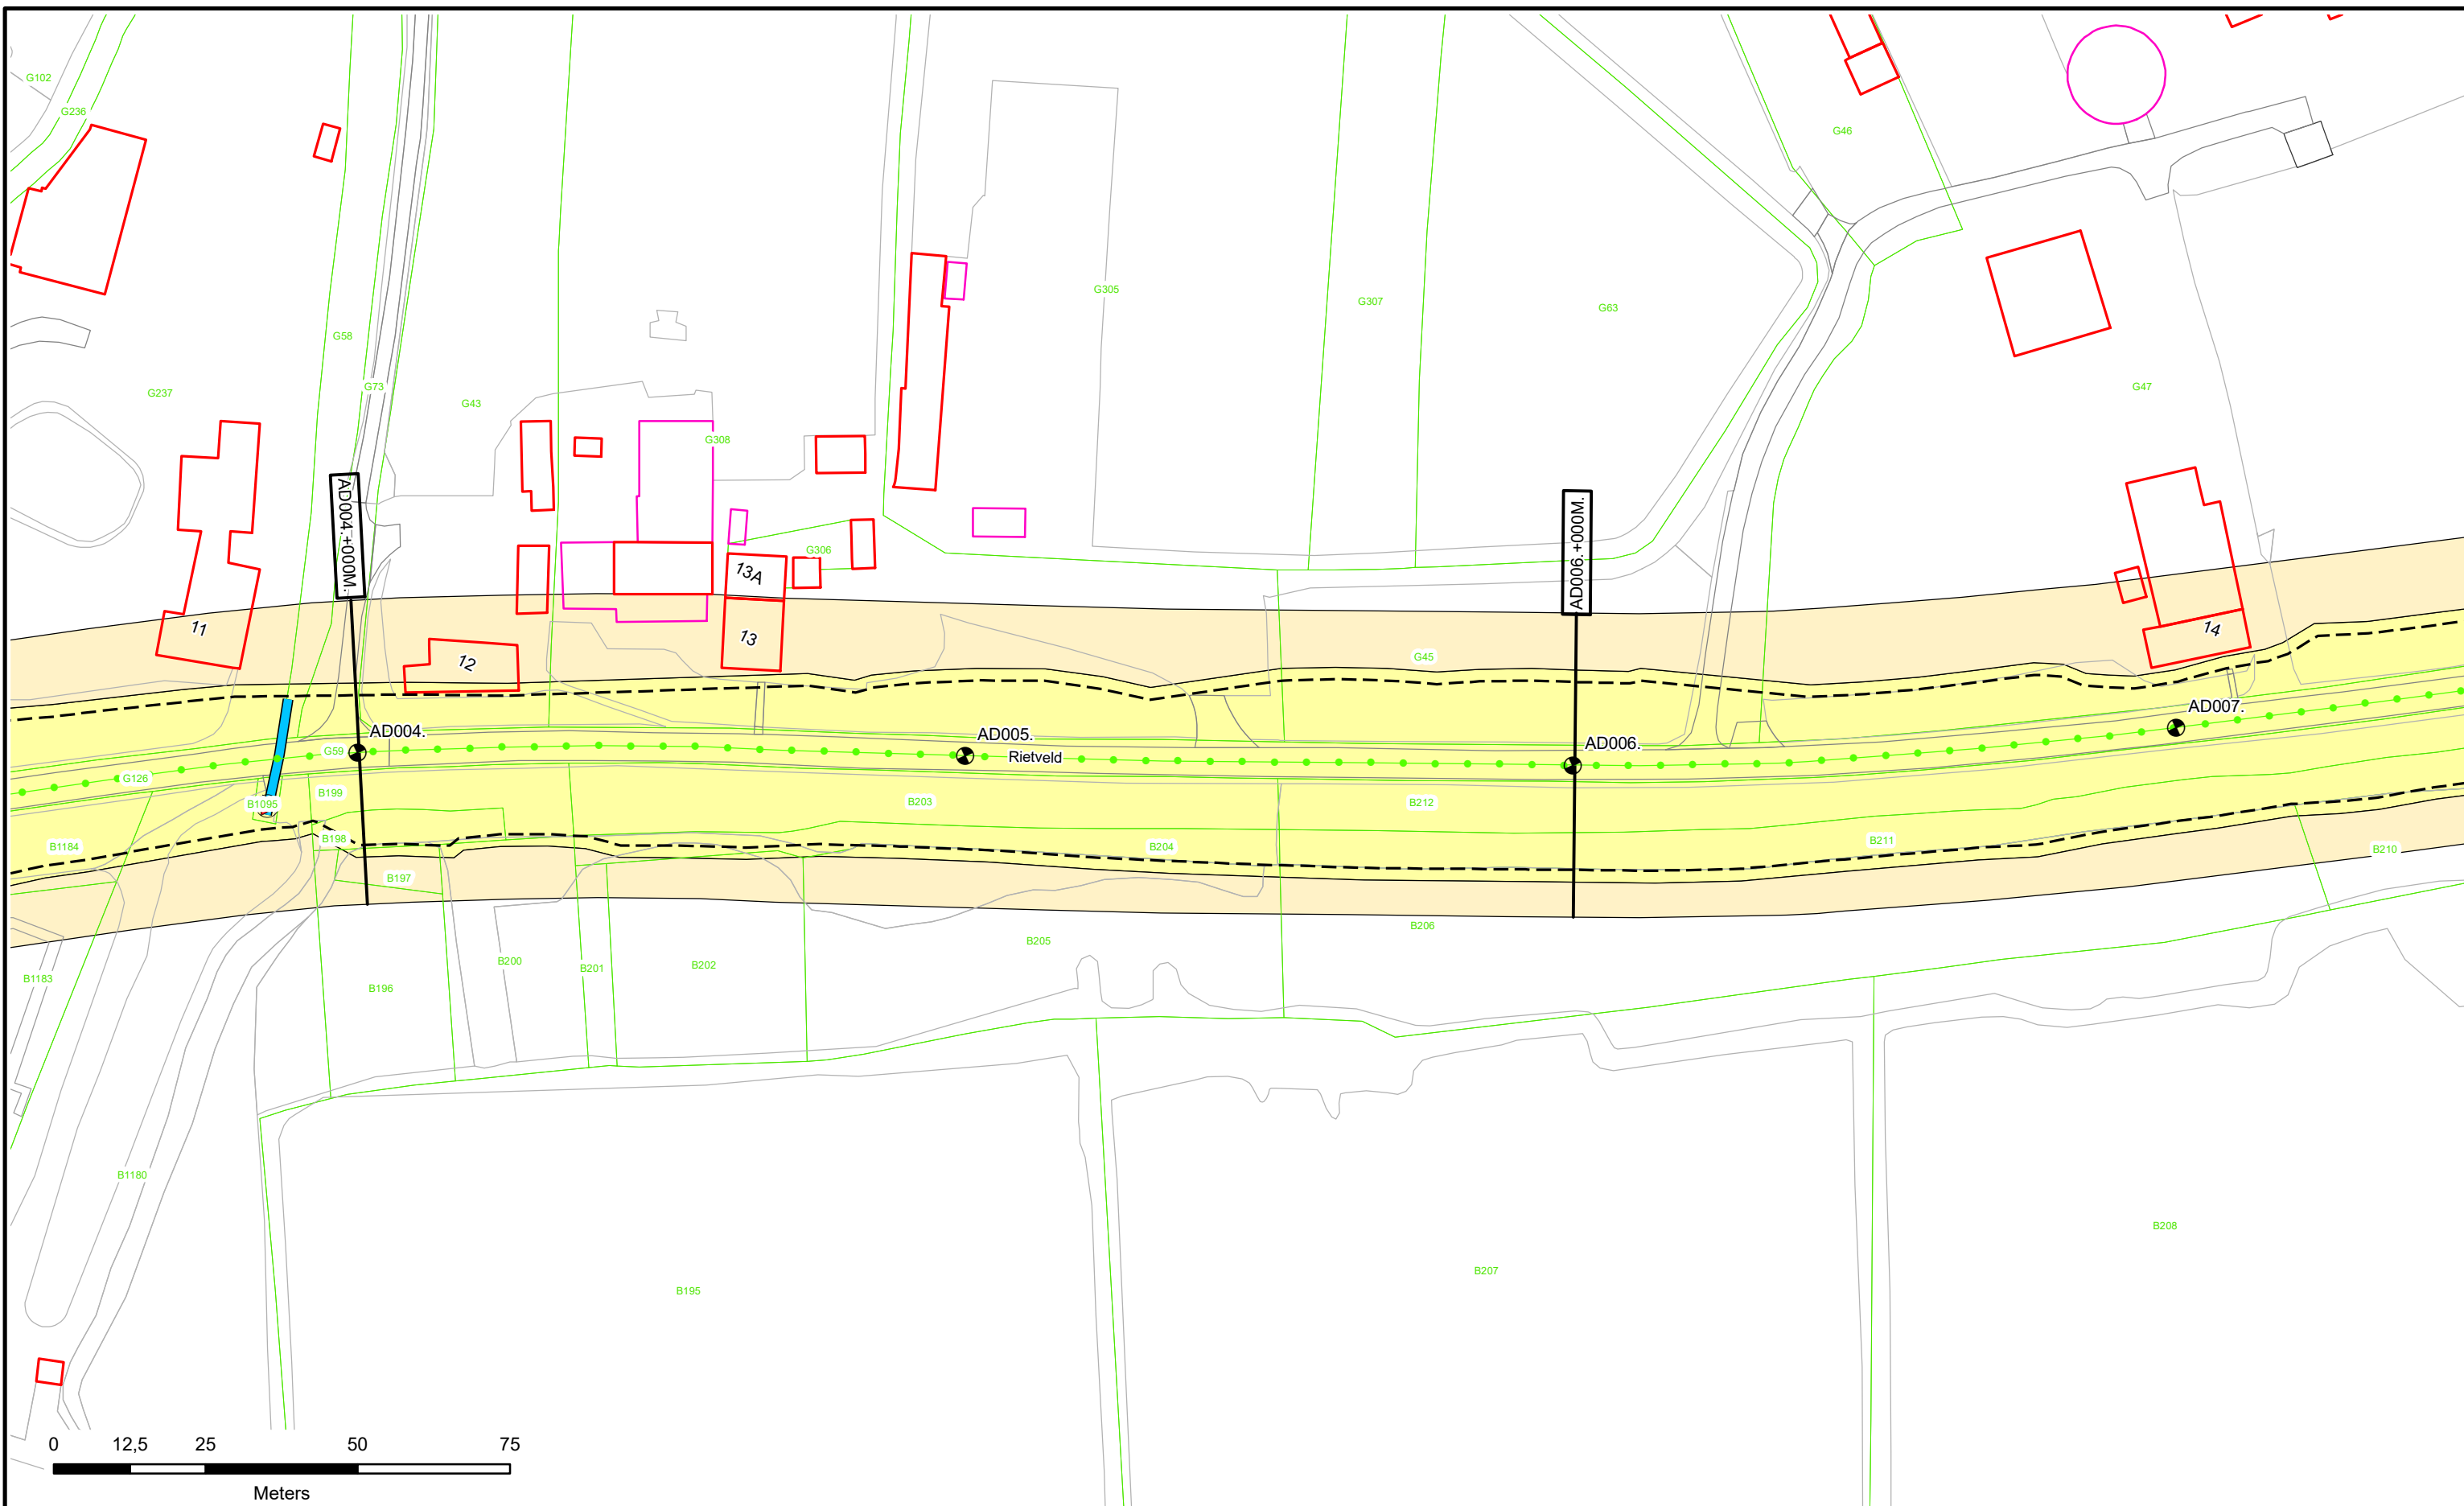 G102
G236
G46
G58
G305
G307
G63
G73
G237
G43
G47
G308
AD004.+000M.
AD006.+000M.
G306
13A
11
12
13
14
G45
AD004.
AD005.
AD006.
AD007.
G59
Rietveld
G126
B199
B1095
B203
B212
B198
B1184
B204
B211
B210
B197
B206
B205
B1183
B200
B201
B202
B196
B1180
B208
B207
B195
0 12,5 25 50 75
Meters